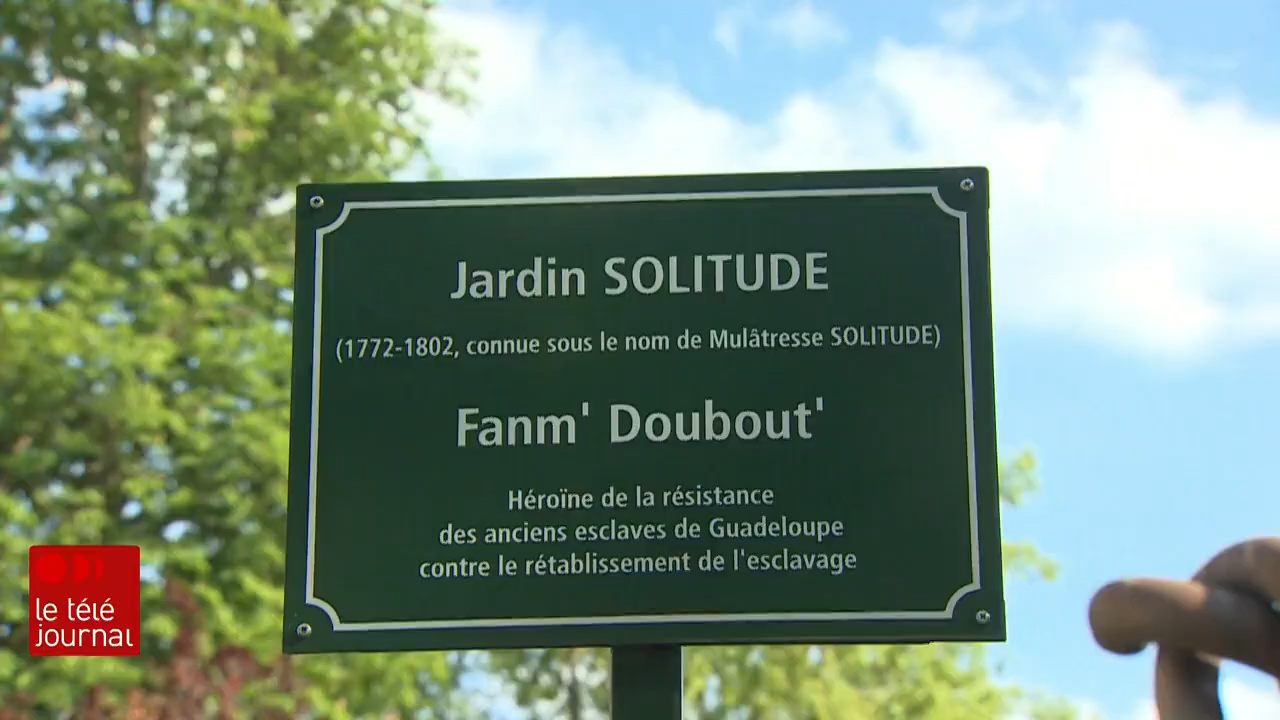 Jardin SOLITUDE
(1772-1802, connue sous le nom de Mulâtresse SOLITUDE)
Fanm' Doubout'
Héroïne de la résistance
des anciens esclaves de Guadeloupe
contre le rétablissement de l'esclavage
le télé
journal